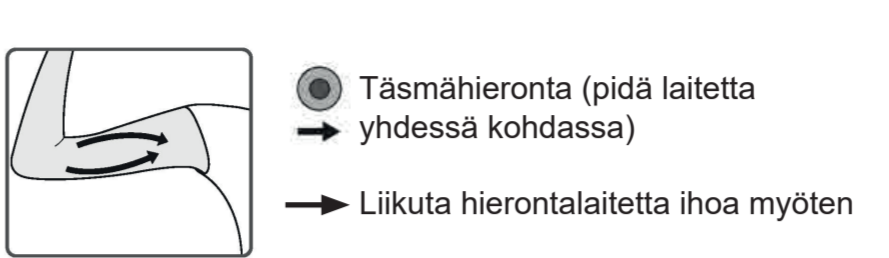 Täsmähieronta (pidä laitetta
yhdessä kohdassa)
Liikuta hierontalaitetta ihoa myöten